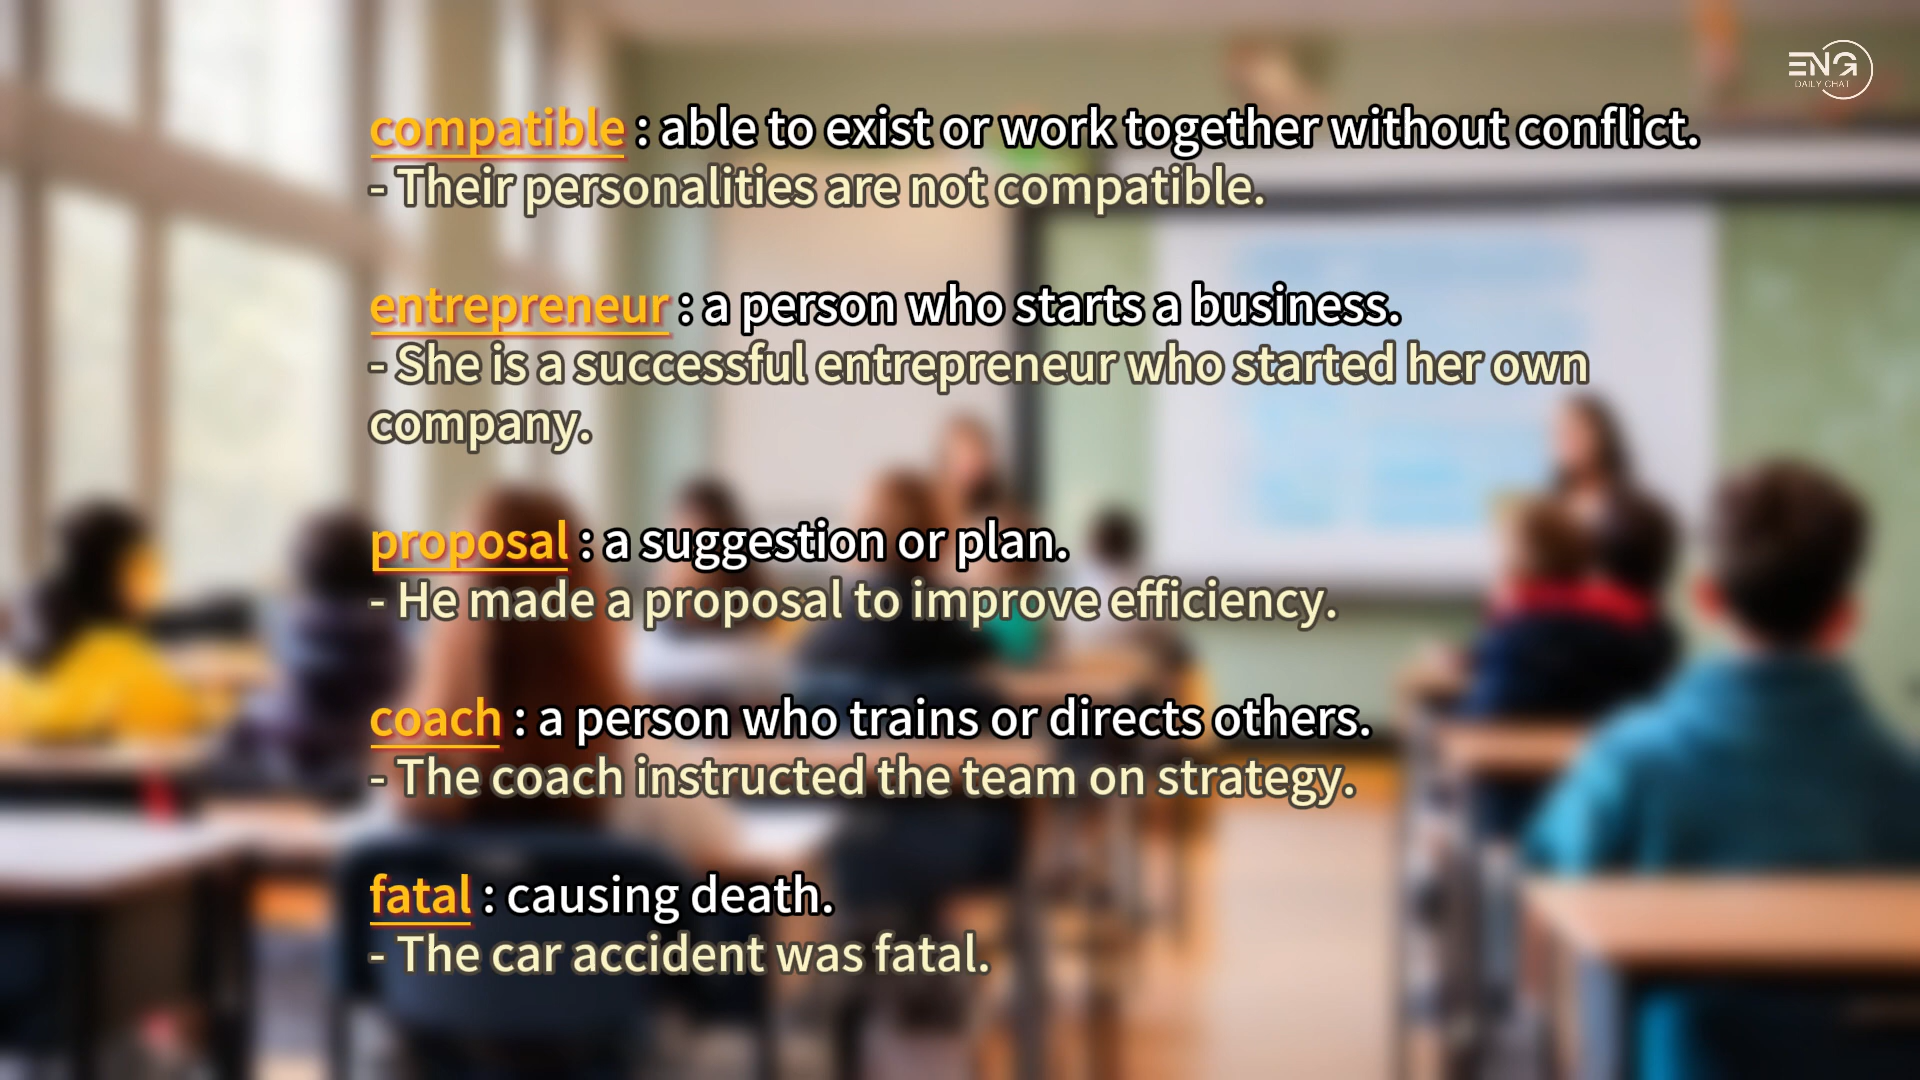 ENG
DAILY CHAT
compatible : able to exist or work together without conflict.
- Their personalities are not compatible.
entrepreneur : a person who starts a business.
- She is a successful entrepreneur who started her own
company.
proposal : a suggestion or plan.
- He made a proposal to improve efficiency.
coach : a person who trains or directs others.
- The coach instructed the team on strategy.
fatal : causing death.
- The car accident was fatal.